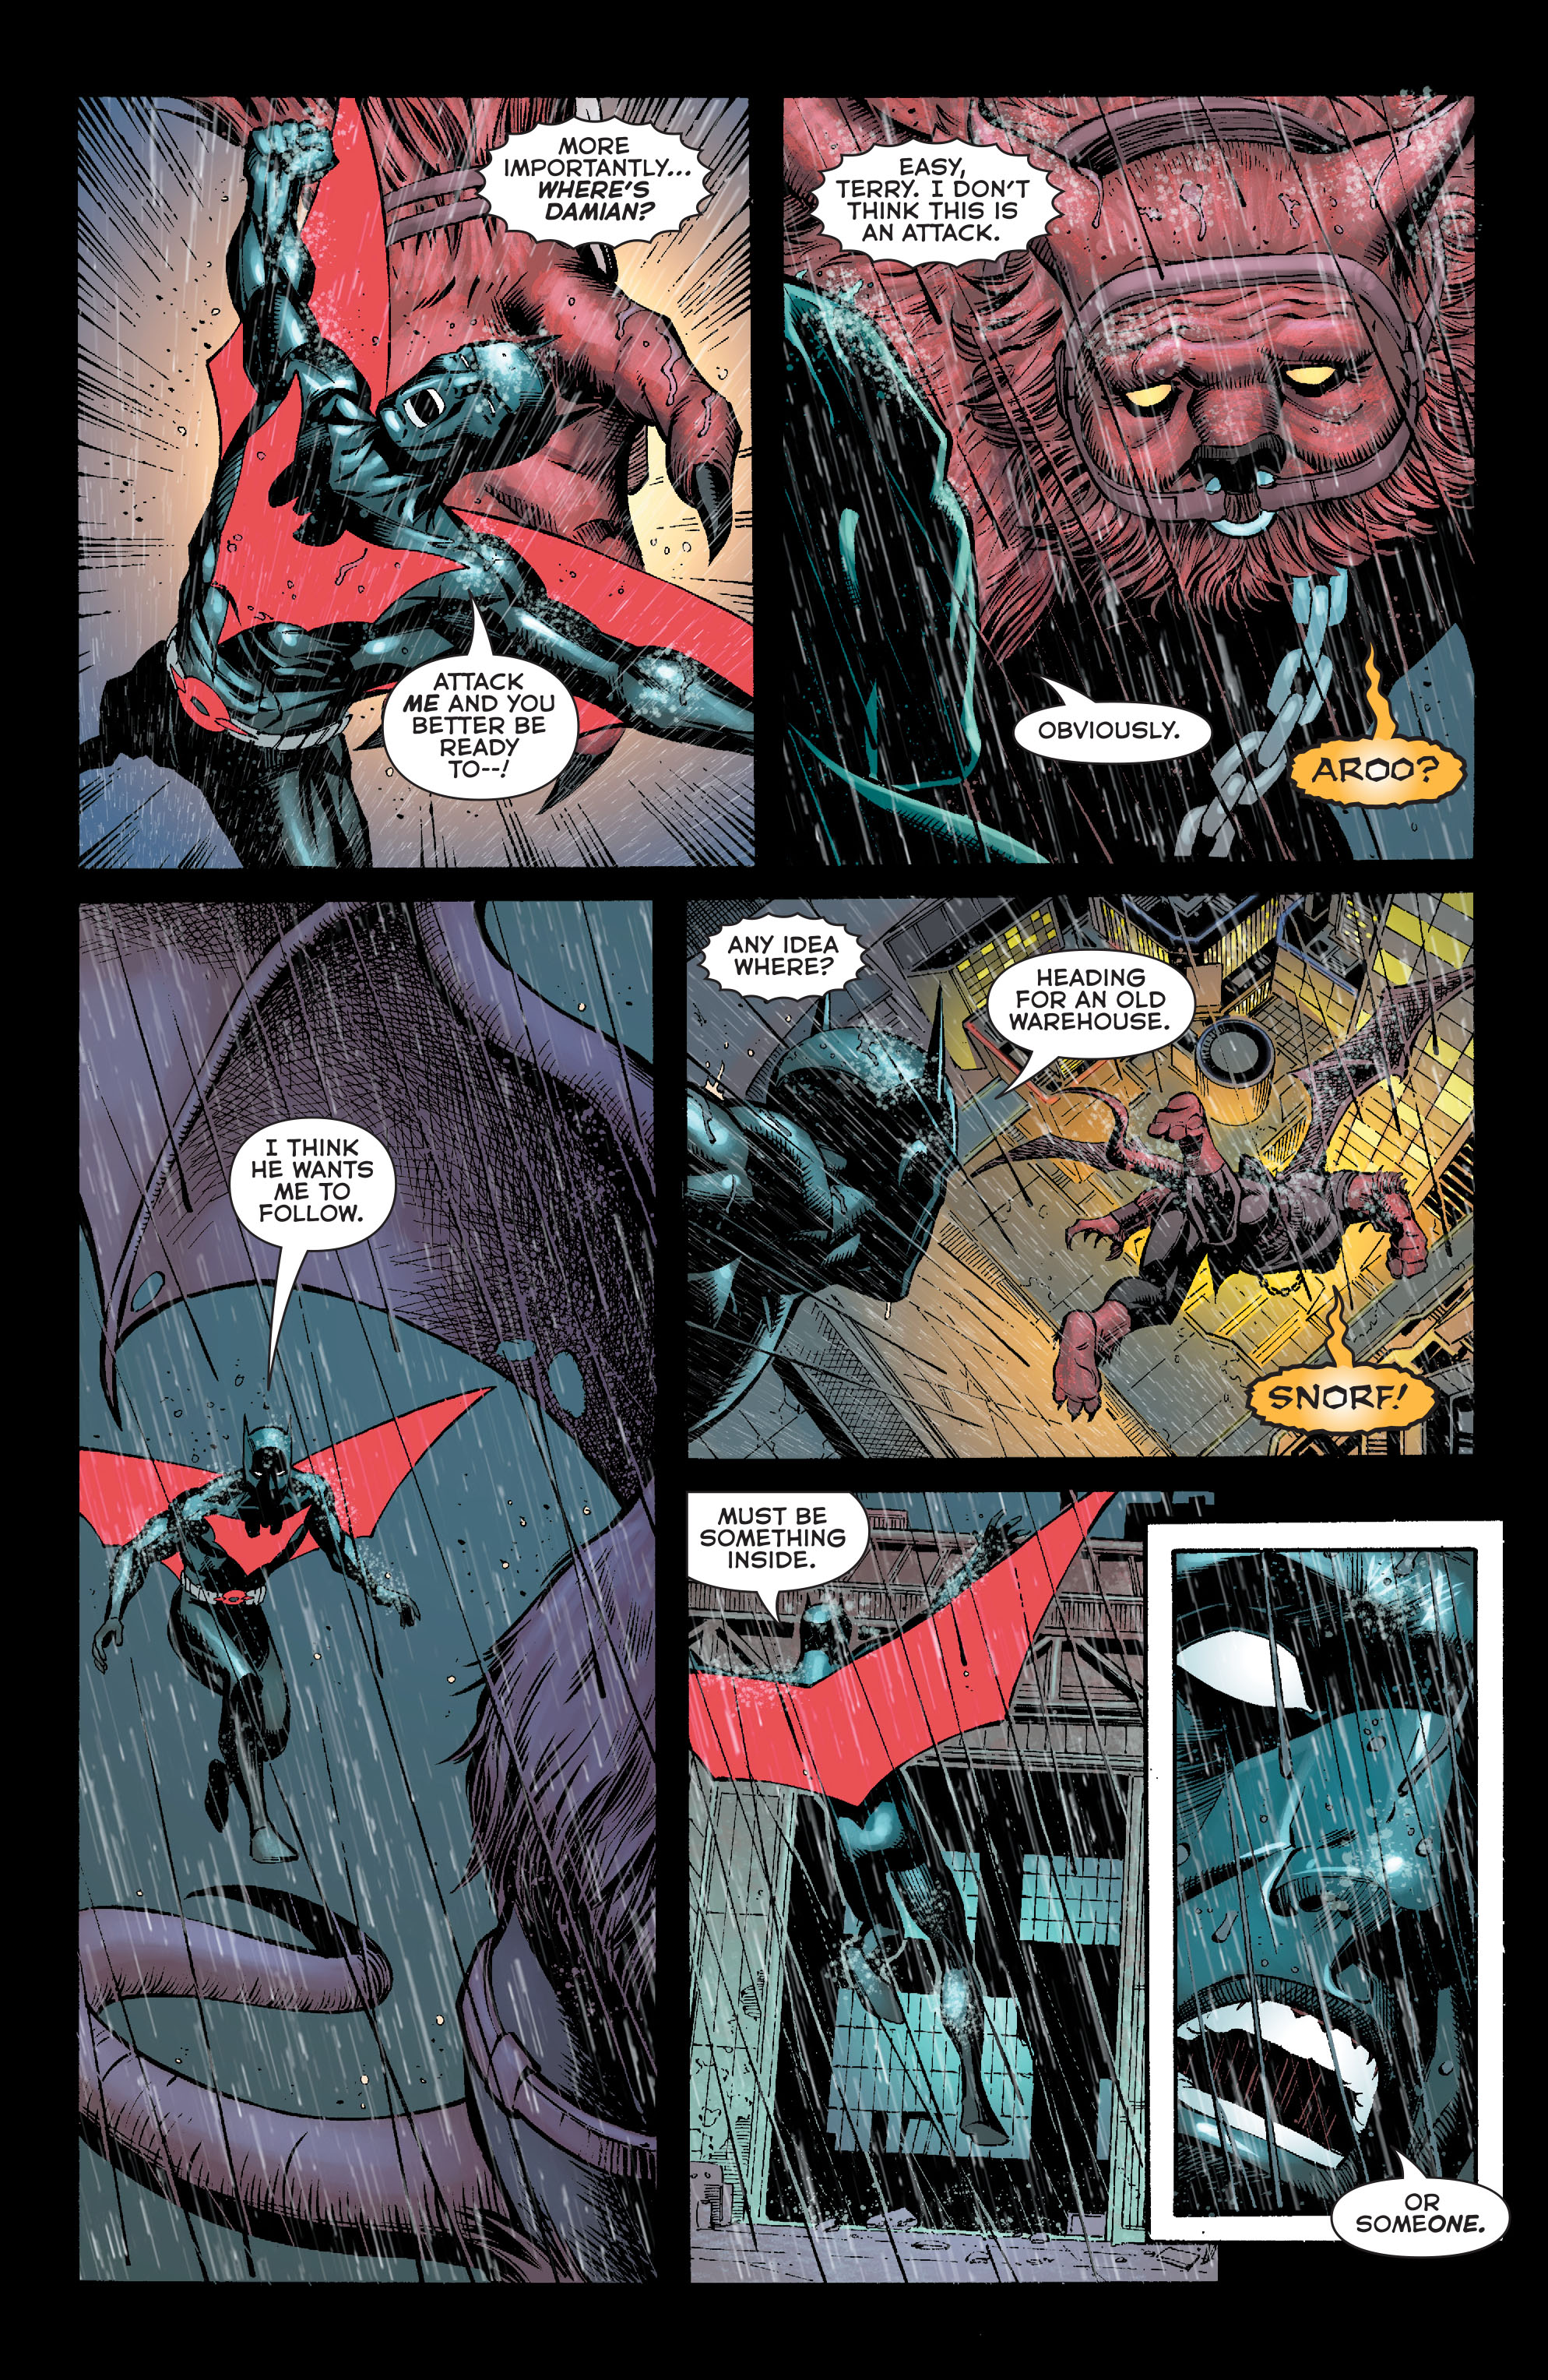 MORE
IMPORTANTLY...
WHERE'S
DAMIAN?
ATTACK
ME AND YOU
BETTER BE
READY
TO--!
EASY,
TERRY. I DON'T
THINK THIS IS
AN ATTACK.
OBVIOUSLY.
AROO?
I THINK
HE WANTS
ME TO
FOLLOW.
ANY IDEA
WHERE?
HEADING
FOR AN OLD
WAREHOUSE.
SNORF!
MUST BE
SOMETHING
INSIDE.
OR
SOMEONE.